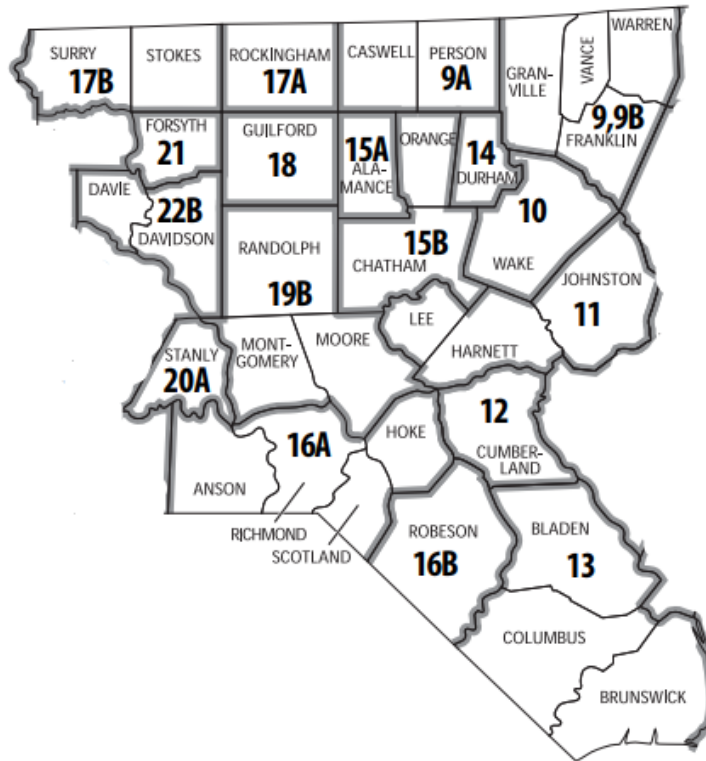 WARREN
SURRY
17B
STOKES
ROCKINGHAM
17A
CASWELL
PERSON
9A
GRAN-
VILLE
VANCE
9,9B
FRANKLIN
FORSYTH
21
GUILFORD
18
15A
ALA-
MANCE
ORANGE
14
DURHAM
DAVIE
22B
DAVIDSON
10
WAKE
RANDOLPH
19B
15B
CHATHAM
JOHNSTON
11
LEE
HARNETT
STANLY
20A
MONT-
GOMERY
MOORE
12
CUMBER-
LAND
HOKE
16A
ANSON
RICHMOND
SCOTLAND
ROBESON
16B
BLADEN
13
COLUMBUS
BRUNSWICK